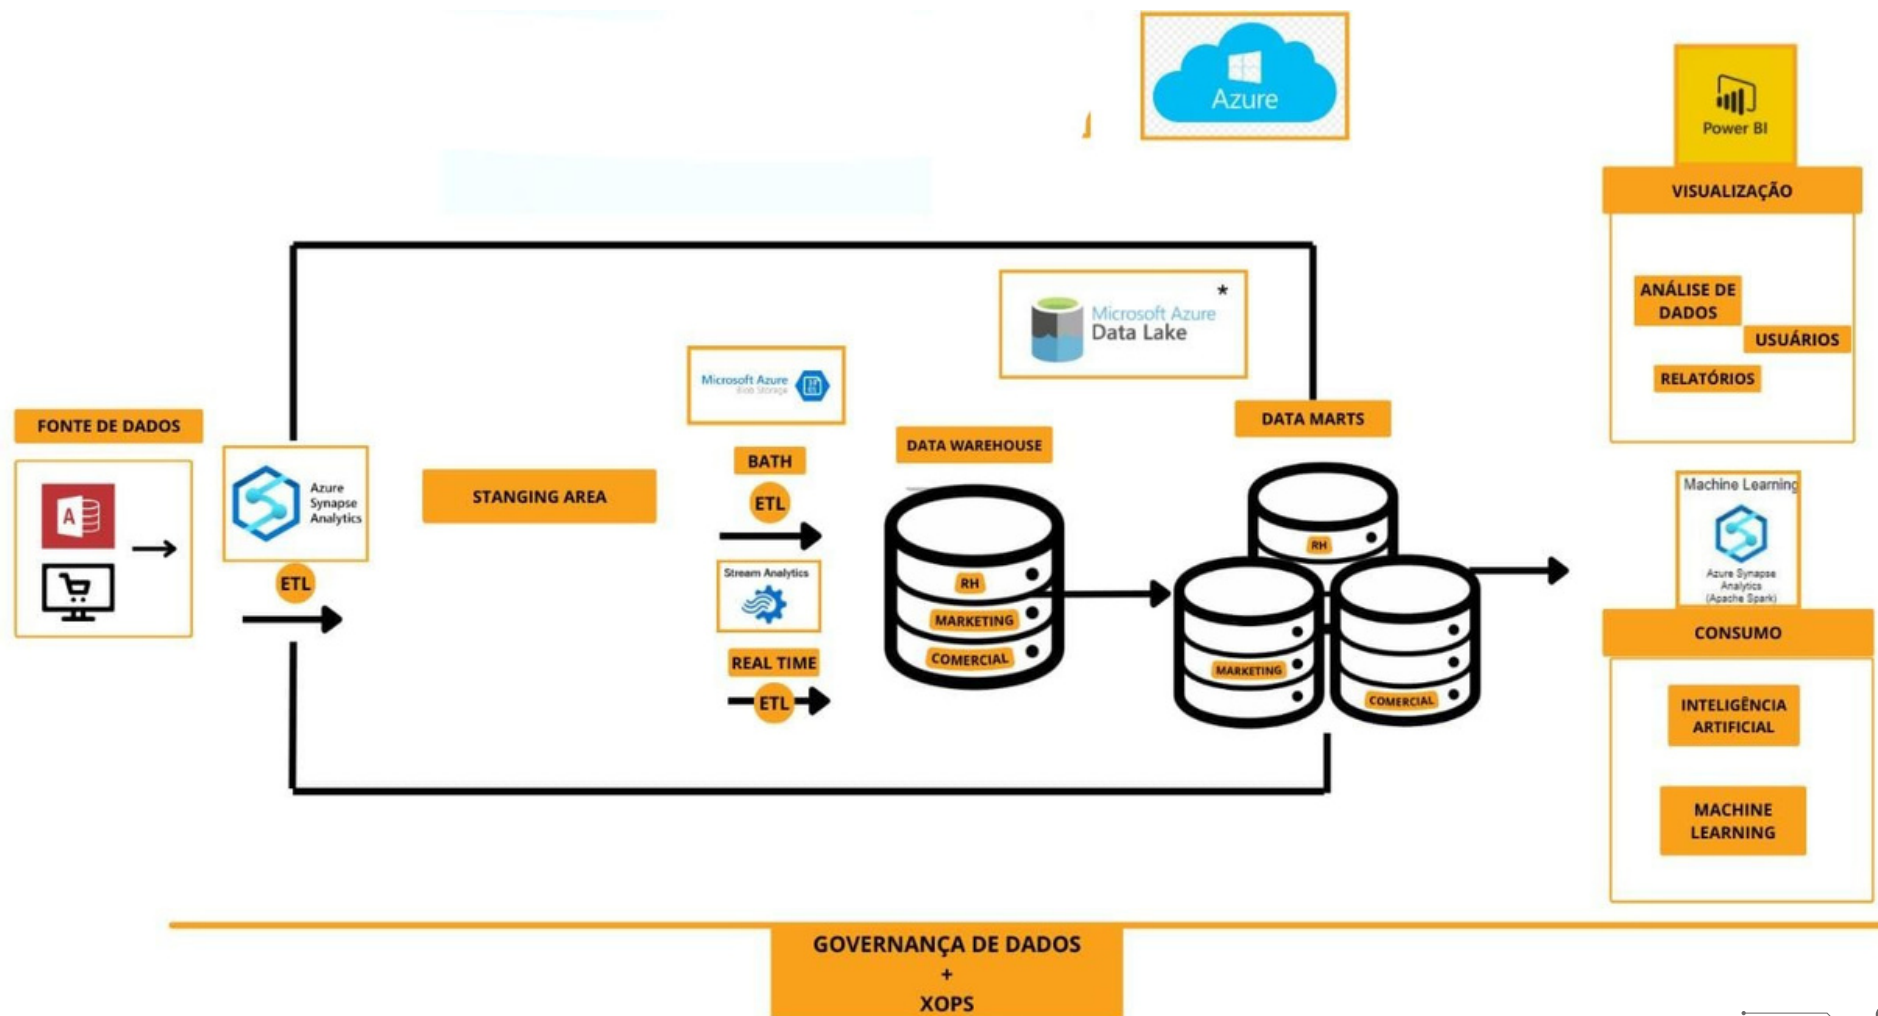 Azure
Power BI
VISUALIZAÇÃO
ANÁLISE DE
DADOS
USUÁRIOS
RELATÓRIOS
*
Microsoft Azure
Data Lake
Microsoft Azure
Blob Storage
FONTE DE DADOS
A
Azure
Synapse
Analytics
ETL
STANGING AREA
BATH
ETL
Stream Analytics
REAL TIME
ETL
DATA WAREHOUSE
RH
MARKETING
COMERCIAL
DATA MARTS
RH
MARKETING
COMERCIAL
Machine Learning
Azure Synapse
Analytics
(Apache Spark)
CONSUMO
INTELIGÊNCIA
ARTIFICIAL
MACHINE
LEARNING
GOVERNANÇA DE DADOS
+
XOPS